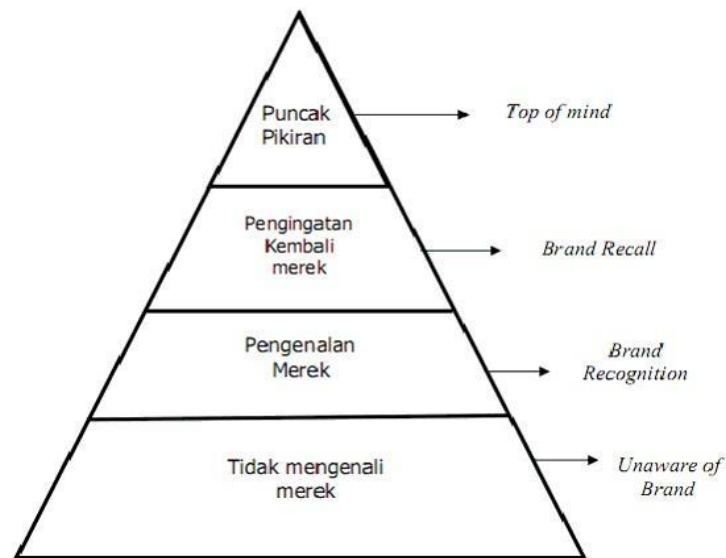 Puncak
Pikiran
Top of mind
Pengingatan
Kembali
merek
Brand Recall
Pengenalan
Merek
Brand
Recognition
Tidak mengenali
merek
Unaware of
Brand